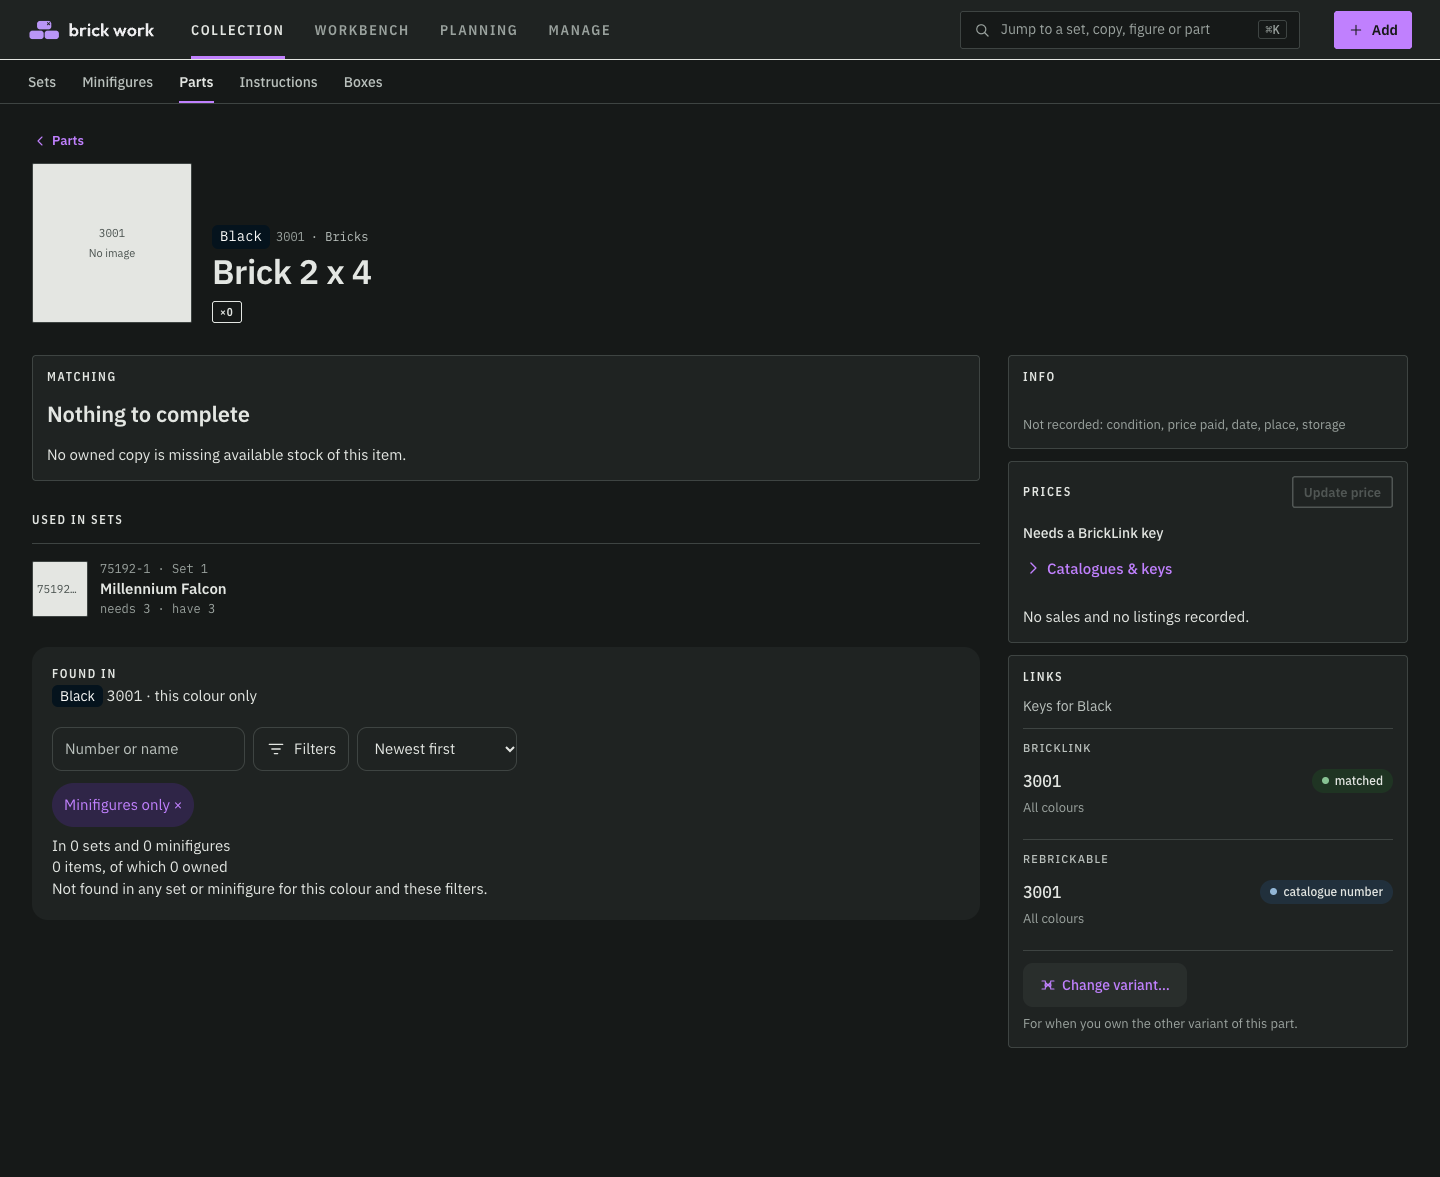 brick work
COLLECTION WORKBENCH PLANNING MANAGE
Jump to a set, copy, figure or part ⌘K
+ Add
Sets Minifigures Parts Instructions Boxes
Parts
3001
No image
Black 3001 · Bricks
Brick 2 x 4
×0
MATCHING
Nothing to complete
No owned copy is missing available stock of this item.
USED IN SETS
75192…
75192-1 · Set 1
Millennium Falcon
needs 3 · have 3
FOUND IN
Black 3001 · this colour only
Number or name
Filters
Newest first
Minifigures only ×
In 0 sets and 0 minifigures
0 items, of which 0 owned
Not found in any set or minifigure for this colour and these filters.
INFO
Not recorded: condition, price paid, date, place, storage
PRICES
Update price
Needs a BrickLink key
Catalogues & keys
No sales and no listings recorded.
LINKS
Keys for Black
BRICKLINK
3001 matched
All colours
REBRICKABLE
3001 catalogue number
All colours
Change variant…
For when you own the other variant of this part.